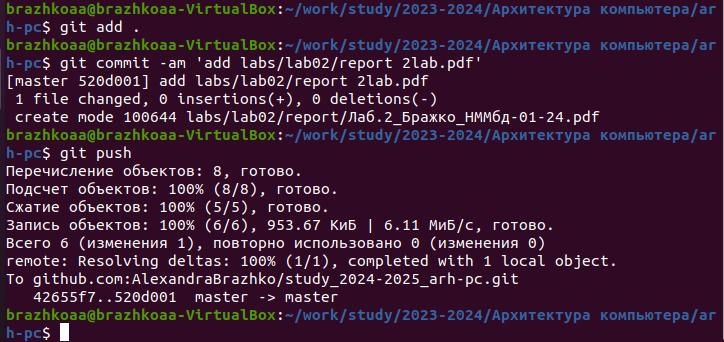 brazhkoaa@brazhkoaa-VirtualBox:~/work/study/2023-2024/Архитектура компьютера/ar
h-pc$ git add .
brazhkoaa@brazhkoaa-VirtualBox:~/work/study/2023-2024/Архитектура компьютера/ar
h-pc$ git commit -am 'add labs/lab02/report 2lab.pdf'
[master 520d001] add labs/lab02/report 2lab.pdf
1 file changed, 0 insertions(+), 0 deletions(-)
create mode 100644 labs/lab02/report/Лаб.2_Бражко_НММбд-01-24.pdf
brazhkoaa@brazhkoaa-VirtualBox:~/work/study/2023-2024/Архитектура компьютера/ar
h-pc$ git push
Перечисление объектов: 8, готово.
Подсчет объектов: 100% (8/8), готово.
Сжатие объектов: 100% (5/5), готово.
Запись объектов: 100% (6/6), 953.67 КиБ | 6.11 МиБ/с, готово.
Всего 6 (изменения 1), повторно использовано 0 (изменения 0)
remote: Resolving deltas: 100% (1/1), completed with 1 local object.
To github.com:AlexandraBrazhko/study_2024-2025_arh-pc.git
42655f7..520d001  master -> master
brazhkoaa@brazhkoaa-VirtualBox:~/work/study/2023-2024/Архитектура компьютера/ar
h-pc$